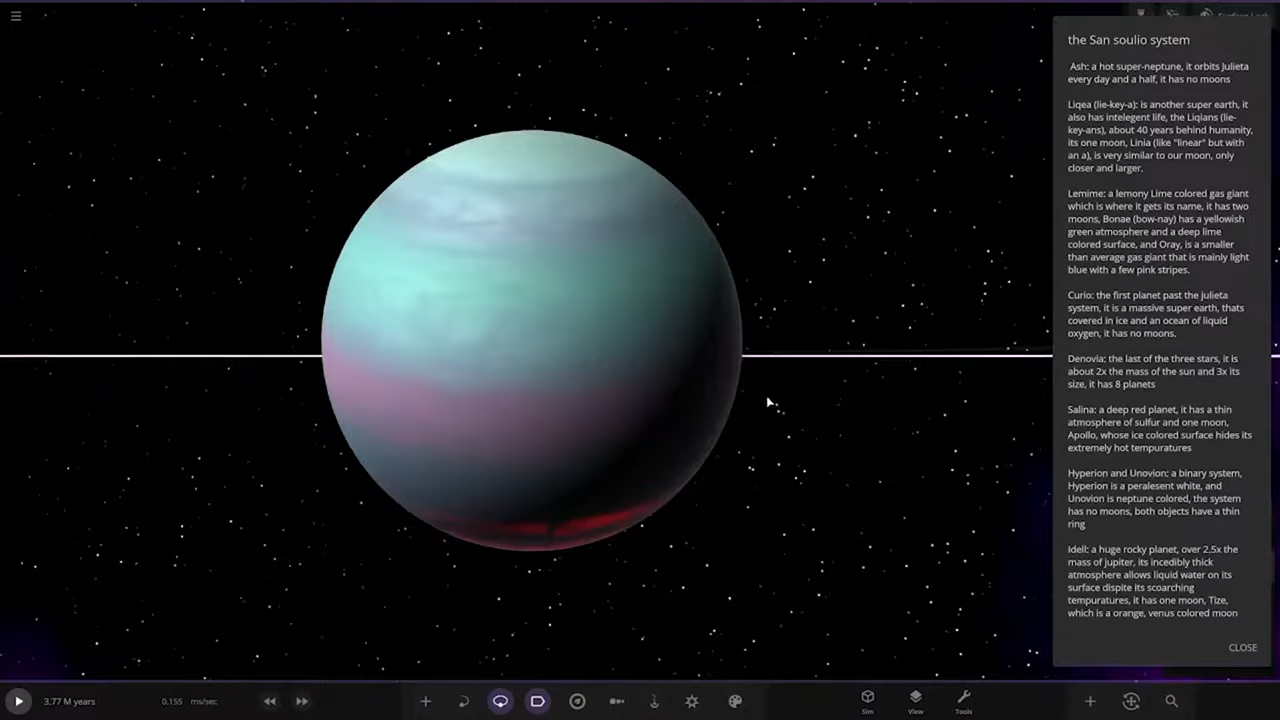 the San soulio system
Ash: a hot super-neptune, it orbits Julieta
every day and a half, it has no moons
Liqea (lie-key-a): is another super earth, it
also has intelegent life, the Liqians (lie-
key-ans), about 40 years behind humanity,
its one moon, Linia (like "linear" but with
an a), is very similar to our moon, only
closer and larger.
Lemime: a lemony Lime colored gas giant
which is where it gets its name, it has two
moons, Bonae (bow-nay) has a yellowish
green atmosphere and a deep lime
colored surface, and Oray, is a smaller
than average gas giant that is mainly light
blue with a few pink stripes.
Curio: the first planet past the julieta
system, it is a massive super earth, thats
covered in ice and an ocean of liquid
oxygen, it has no moons.
Denovia: the last of the three stars, it is
about 2x the mass of the sun and 3x its
size, it has 8 planets
Salina: a deep red planet, it has a thin
atmosphere of sulfur and one moon,
Apollo, whose ice colored surface hides its
extremely hot tempuratures
Hyperion and Unovion: a binary system,
Hyperion is a peralesent white, and
Unovion is neptune colored, the system
has no moons, both objects have a thin
ring
Idell: a huge rocky planet, over 2.5x the
mass of jupiter, its incedibly thick
atmosphere allows liquid water on its
surface dispite its scoarching
tempuratures, it has one moon, Tize,
which is a orange, venus colored moon
CLOSE
3.77 M years
0.155 ms/sec
Sim
View
Tools